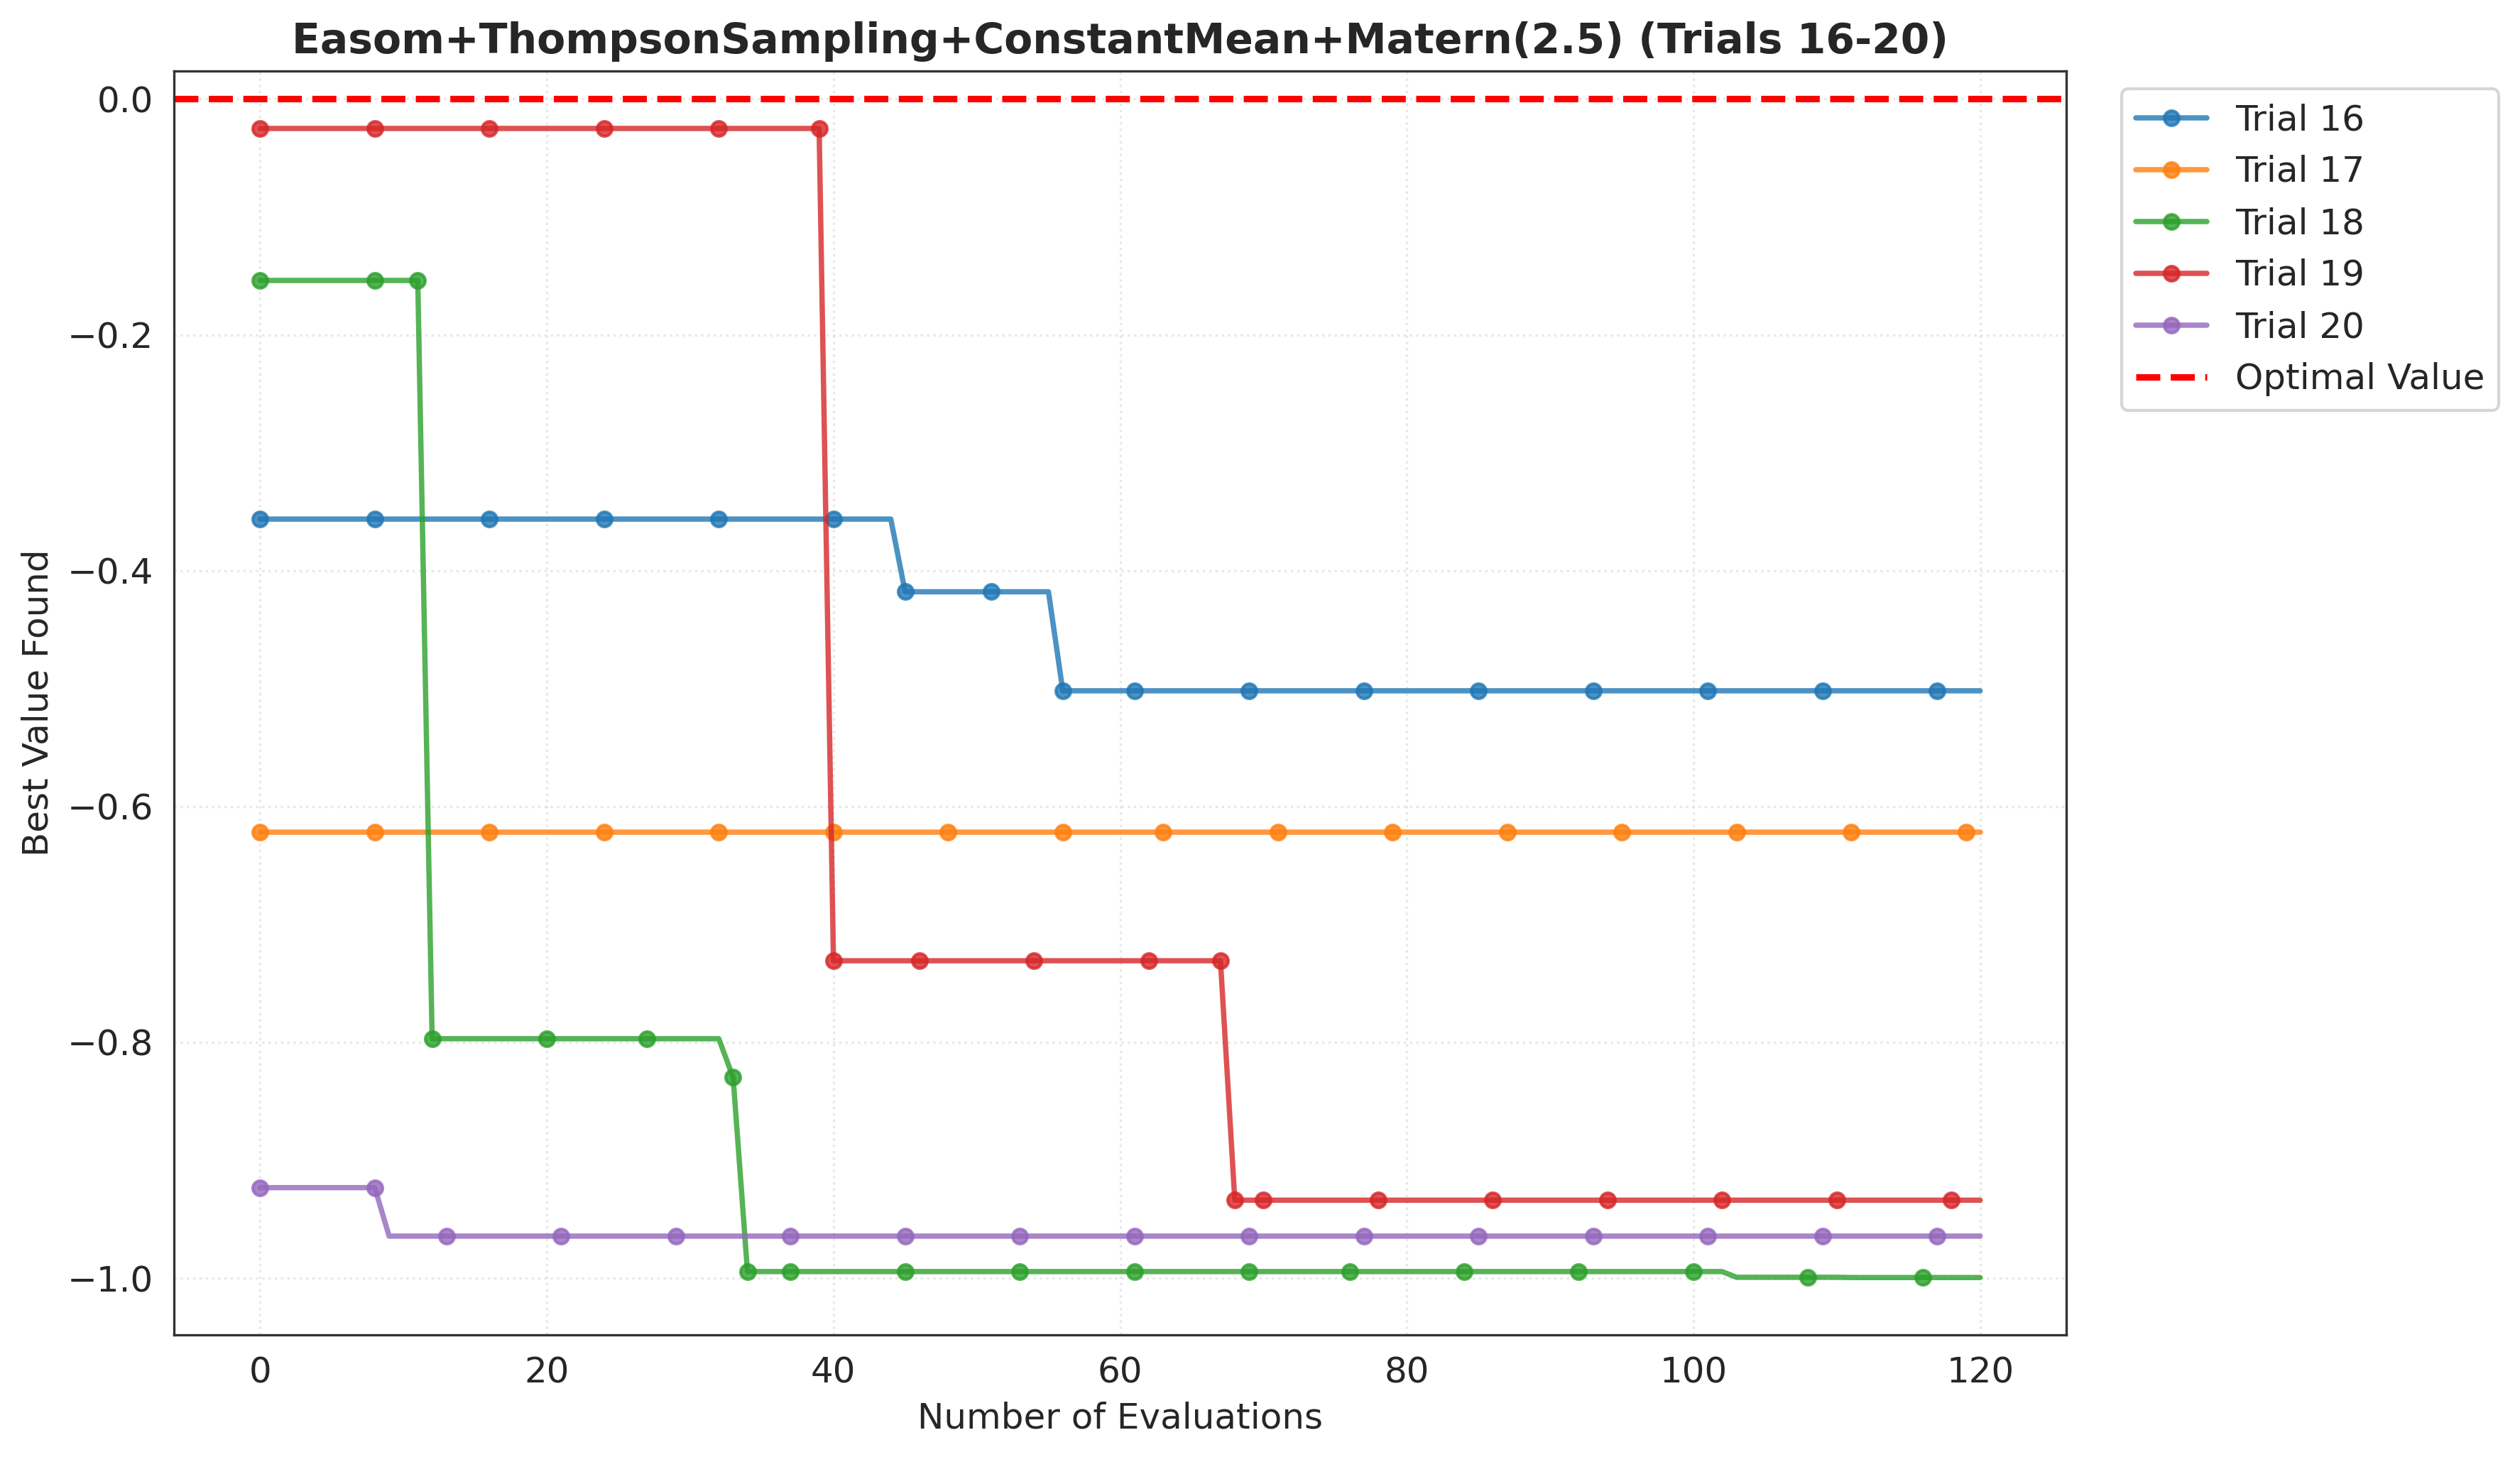 Easom+ThompsonSampling+ConstantMean+Matern(2.5) (Trials 16-20)
Best Value Found
0.0
−0.2
−0.4
−0.6
−0.8
−1.0
0 20 40 60 80 100 120
Number of Evaluations
Trial 16
Trial 17
Trial 18
Trial 19
Trial 20
Optimal Value